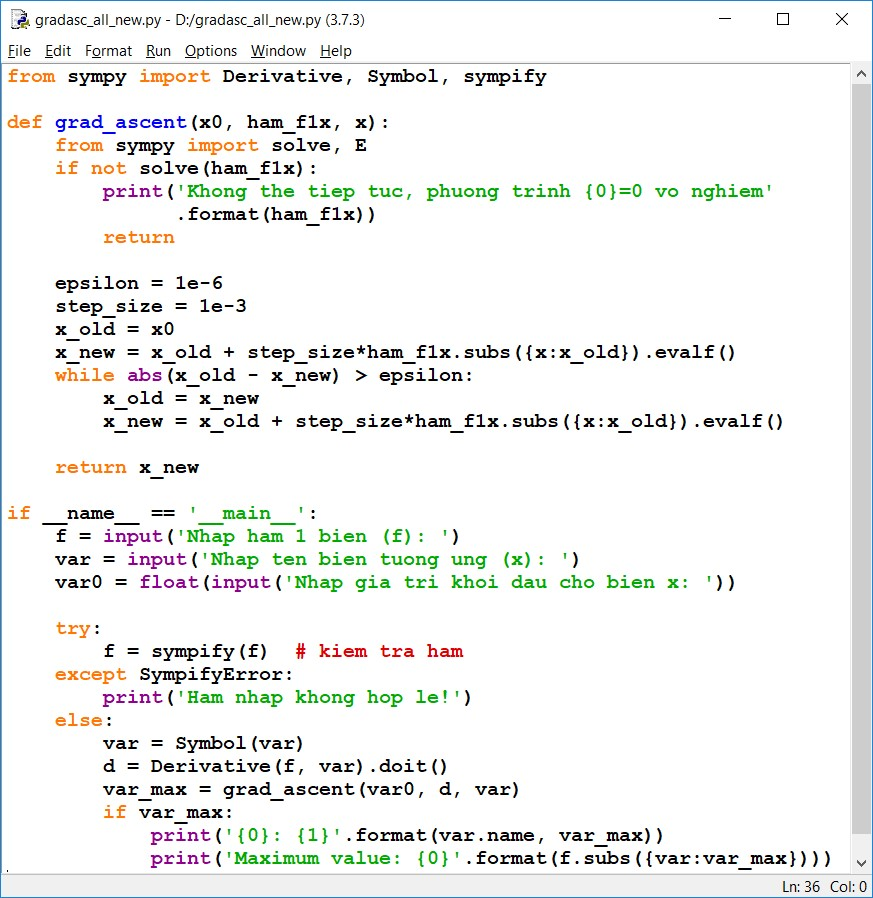 gradasc_all_new.py - D:/gradasc_all_new.py (3.7.3)
File Edit Format Run Options Window Help
from sympy import Derivative, Symbol, sympify

def grad_ascent(x0, ham_f1x, x):
    from sympy import solve, E
    if not solve(ham_f1x):
        print('Khong the tiep tuc, phuong trinh {0}=0 vo nghiem'
              .format(ham_f1x))
        return

    epsilon = 1e-6
    step_size = 1e-3
    x_old = x0
    x_new = x_old + step_size*ham_f1x.subs({x:x_old}).evalf()
    while abs(x_old - x_new) > epsilon:
        x_old = x_new
        x_new = x_old + step_size*ham_f1x.subs({x:x_old}).evalf()

    return x_new

if __name__ == '__main__':
    f = input('Nhap ham 1 bien (f): ')
    var = input('Nhap ten bien tuong ung (x): ')
    var0 = float(input('Nhap gia tri khoi dau cho bien x: '))

    try:
        f = sympify(f)  # kiem tra ham
    except SympifyError:
        print('Ham nhap khong hop le!')
    else:
        var = Symbol(var)
        d = Derivative(f, var).doit()
        var_max = grad_ascent(var0, d, var)
        if var_max:
            print('{0}: {1}'.format(var.name, var_max))
            print('Maximum value: {0}'.format(f.subs({var:var_max})))
Ln: 36 Col: 0